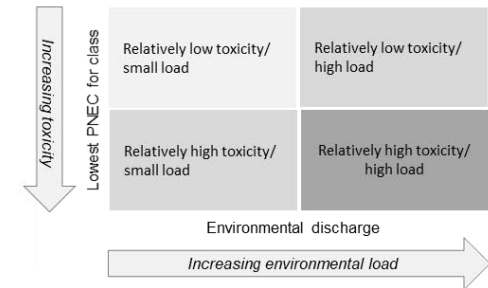 Increasing toxicity
Lowest PNEC for class
Relatively low toxicity/
small load
Relatively low toxicity/
high load
Relatively high toxicity/
small load
Relatively high toxicity/
high load
Environmental discharge
Increasing environmental load